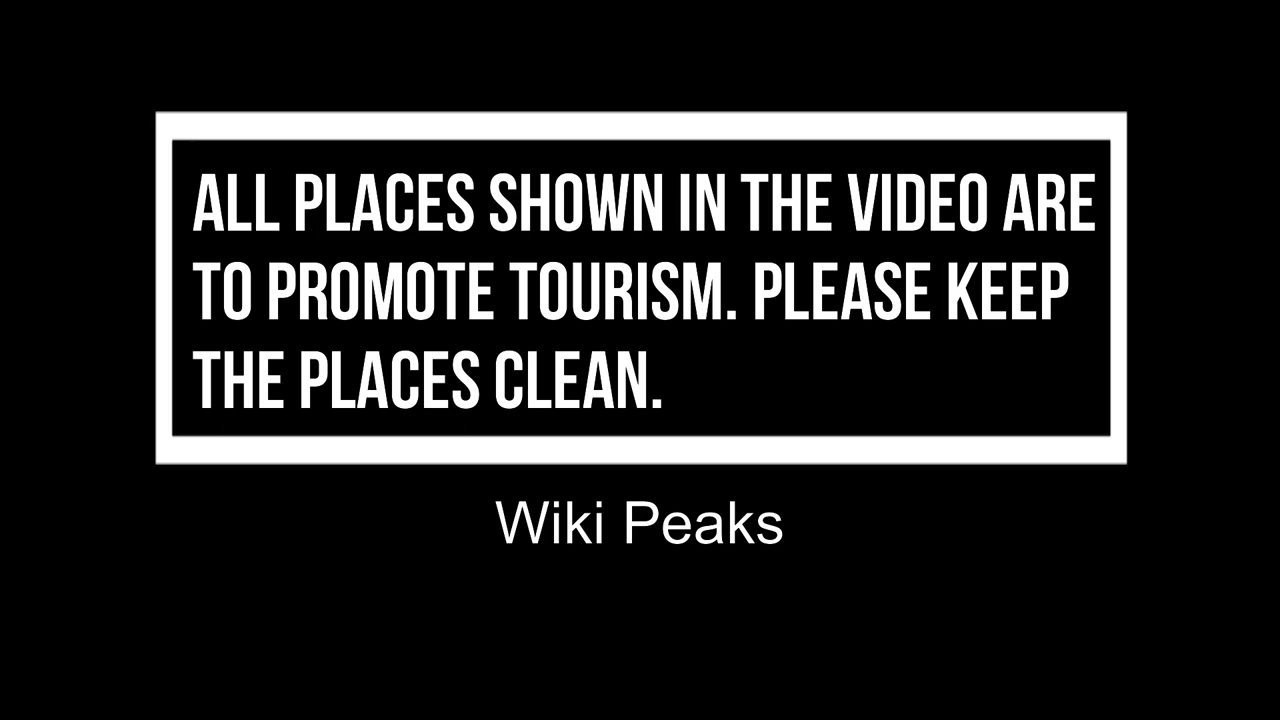 ALL PLACES SHOWN IN THE VIDEO ARE
TO PROMOTE TOURISM. PLEASE KEEP
THE PLACES CLEAN.
Wiki Peaks